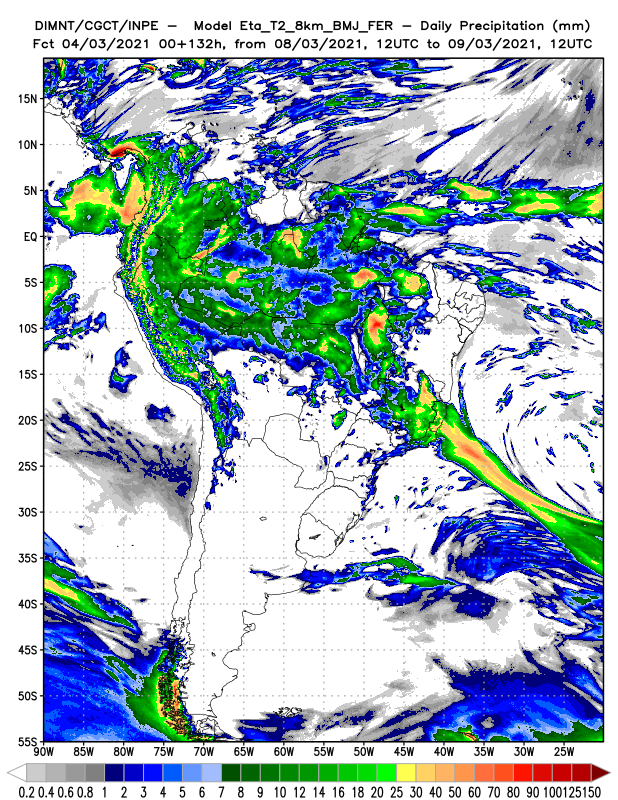 DIMNT/CGCT/INPE – Model Eta_T2_8km_BMJ_FER – Daily Precipitation (mm)
Fct 04/03/2021 00+132h, from 08/03/2021, 12UTC to 09/03/2021, 12UTC
15N
10N
5N
EQ
5S
10S
15S
20S
25S
30S
35S
40S
45S
50S
55S
90W 85W 80W 75W 70W 65W 60W 55W 50W 45W 40W 35W 30W 25W
0.2 0.4 0.6 0.8 1 2 3 4 5 6 7 8 9 10 12 14 16 18 20 25 30 40 50 60 70 80 90 100 125 150